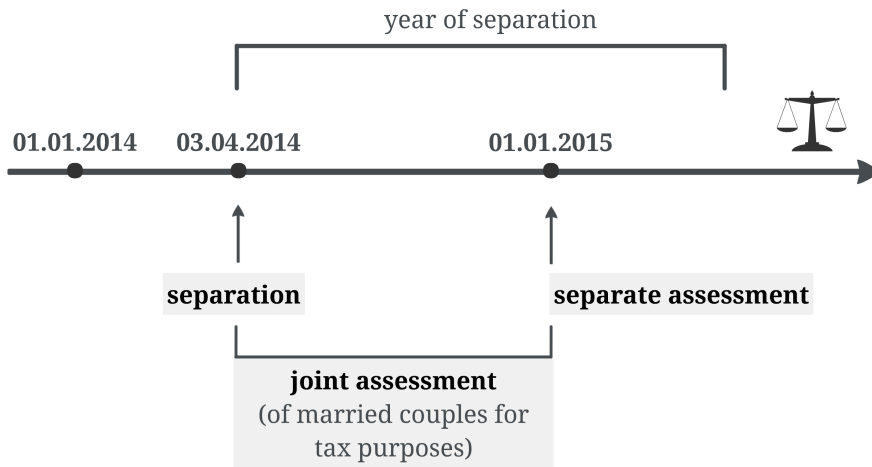 year of separation
01.01.2014
03.04.2014
01.01.2015
separation
separate assessment
joint assessment
(of married couples for
tax purposes)